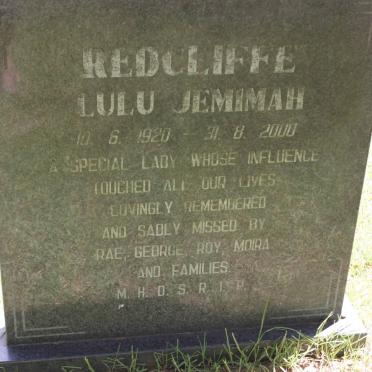 REDCLIFFE
LULU JEMIMAH
10. 6. 1920 - 31. 8. 2000
A SPECIAL LADY WHOSE INFLUENCE
TOUCHED ALL OUR LIVES
LOVINGLY REMEMBERED
AND SADLY MISSED BY
RAE, GEORGE, ROY, MOIRA
AND FAMILIES.
M. H. D. S. R. I. P.